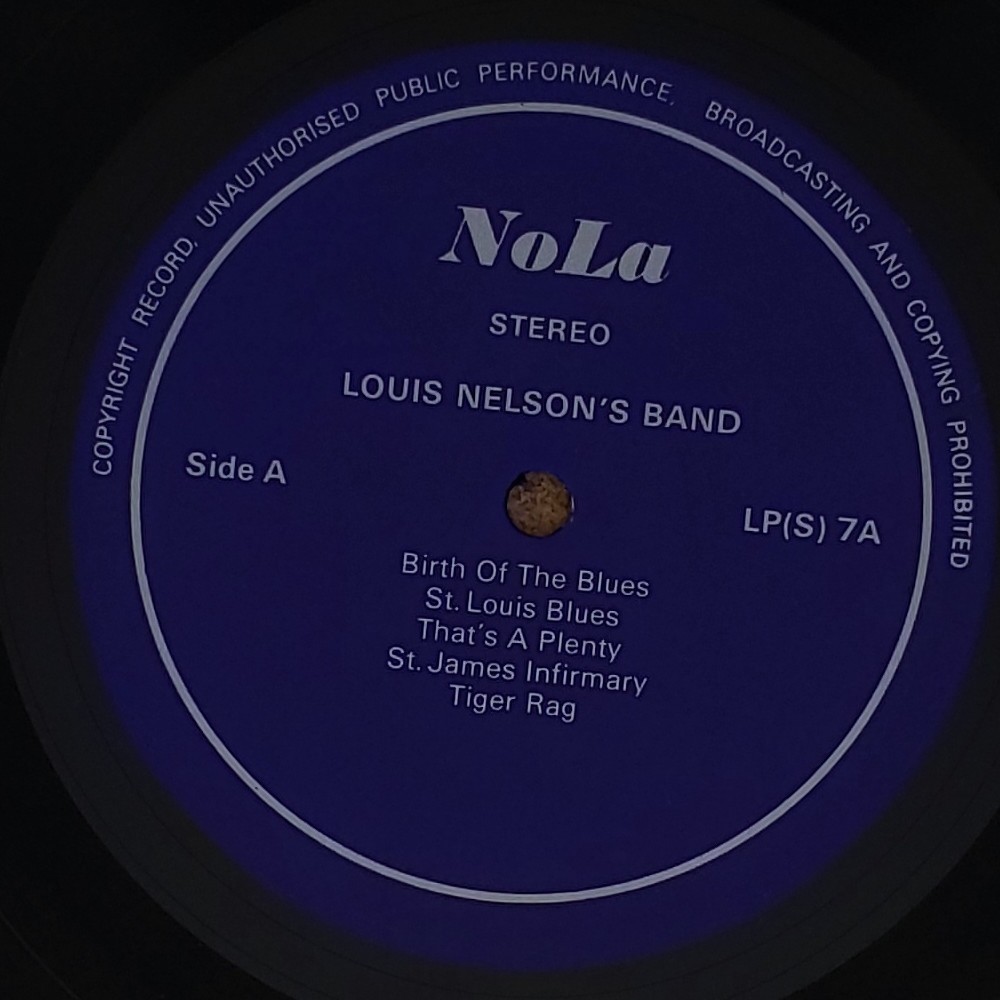 COPYRIGHT RECORD, UNAUTHORISED PUBLIC PERFORMANCE, BROADCASTING AND COPYING PROHIBITED
NoLa
STEREO
LOUIS NELSON'S BAND
Side A
LP(S) 7A
Birth Of The Blues
St. Louis Blues
That's A Plenty
St. James Infirmary
Tiger Rag